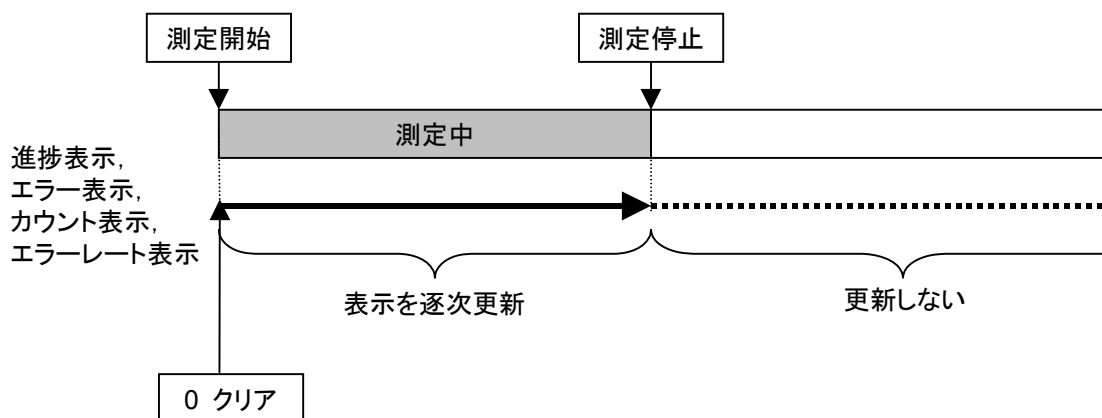 測定開始
測定停止
測定中
進捗表示,
エラー表示,
カウント表示,
エラーレート表示
表示を逐次更新
更新しない
0 クリア